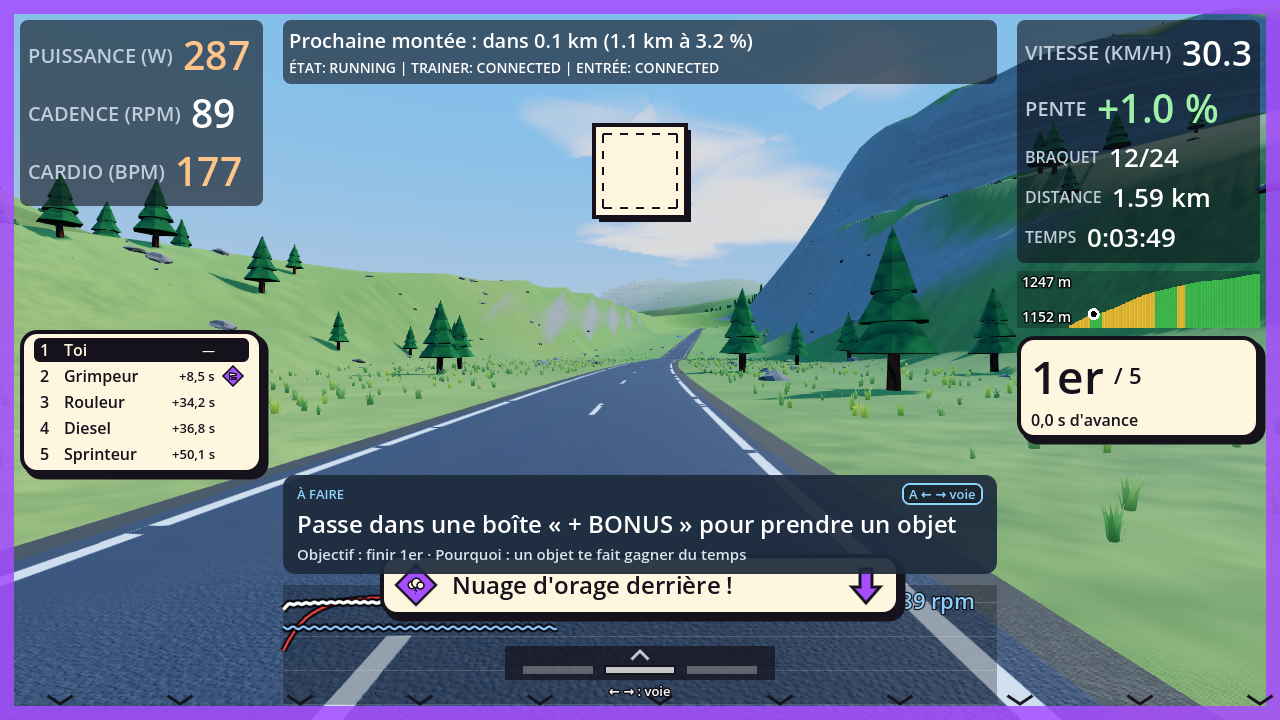 PUISSANCE (W) 287
CADENCE (RPM) 89
CARDIO (BPM) 177
Prochaine montée : dans 0.1 km (1.1 km à 3.2 %)
ÉTAT: RUNNING | TRAINER: CONNECTED | ENTRÉE: CONNECTED
VITESSE (KM/H) 30.3
PENTE +1.0 %
BRAQUET 12/24
DISTANCE 1.59 km
TEMPS 0:03:49
1247 m
1152 m
1 Toi —
2 Grimpeur +8,5 s
3 Rouleur +34,2 s
4 Diesel +36,8 s
5 Sprinteur +50,1 s
1er / 5
0,0 s d'avance
À FAIRE
A ← → voie
Passe dans une boîte « + BONUS » pour prendre un objet
Objectif : finir 1er · Pourquoi : un objet te fait gagner du temps
Nuage d'orage derrière !
89 rpm
← → : voie